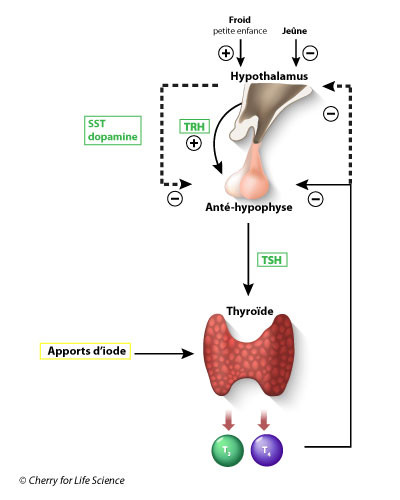 Froid
petite enfance
Jeûne
+
−
Hypothalamus
SST
dopamine
TRH
+
−
−
−
Anté-hypophyse
TSH
Thyroïde
Apports d'iode
T3
T4
© Cherry for Life Science